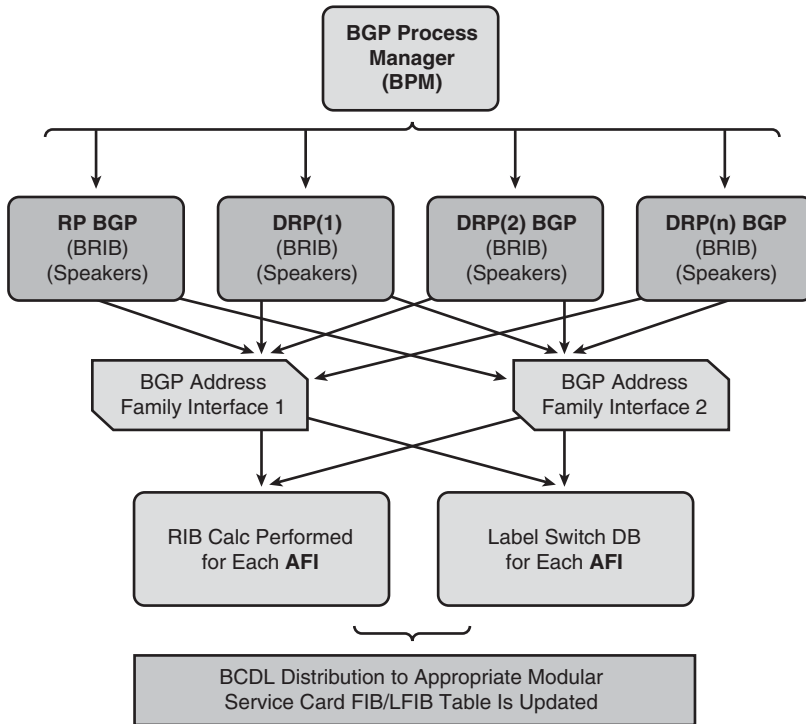 BGP Process
Manager
(BPM)
RP BGP
(BRIB)
(Speakers)
DRP(1)
(BRIB)
(Speakers)
DRP(2) BGP
(BRIB)
(Speakers)
DRP(n) BGP
(BRIB)
(Speakers)
BGP Address
Family Interface 1
BGP Address
Family Interface 2
RIB Calc Performed
for Each AFI
Label Switch DB
for Each AFI
BCDL Distribution to Appropriate Modular
Service Card FIB/LFIB Table Is Updated